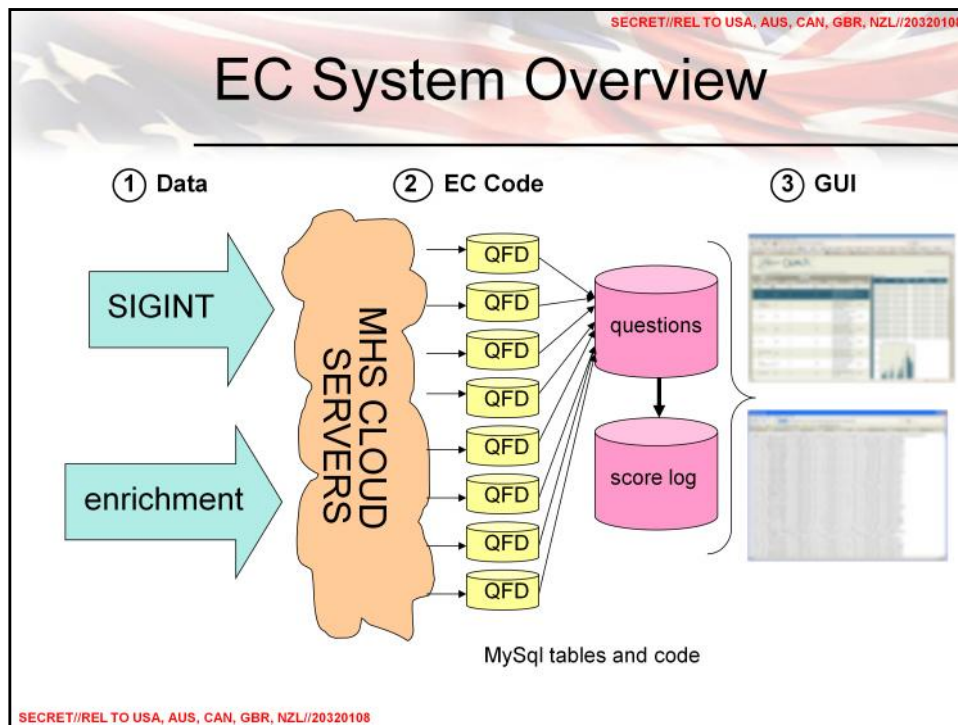 SECRET//REL TO USA, AUS, CAN, GBR, NZL//20320108
EC System Overview
1 Data
2 EC Code
3 GUI
SIGINT
enrichment
MHS CLOUD
SERVERS
QFD
QFD
QFD
QFD
QFD
QFD
QFD
QFD
questions
score log
MySql tables and code
SECRET//REL TO USA, AUS, CAN, GBR, NZL//20320108